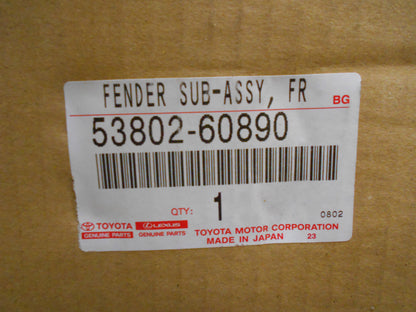 FENDER SUB-ASSY, FR
BG
53802-60890
QTY: 1
0802
TOYOTA LEXUS
GENUINE PARTS GENUINE PARTS
TOYOTA MOTOR CORPORATION
MADE IN JAPAN 23